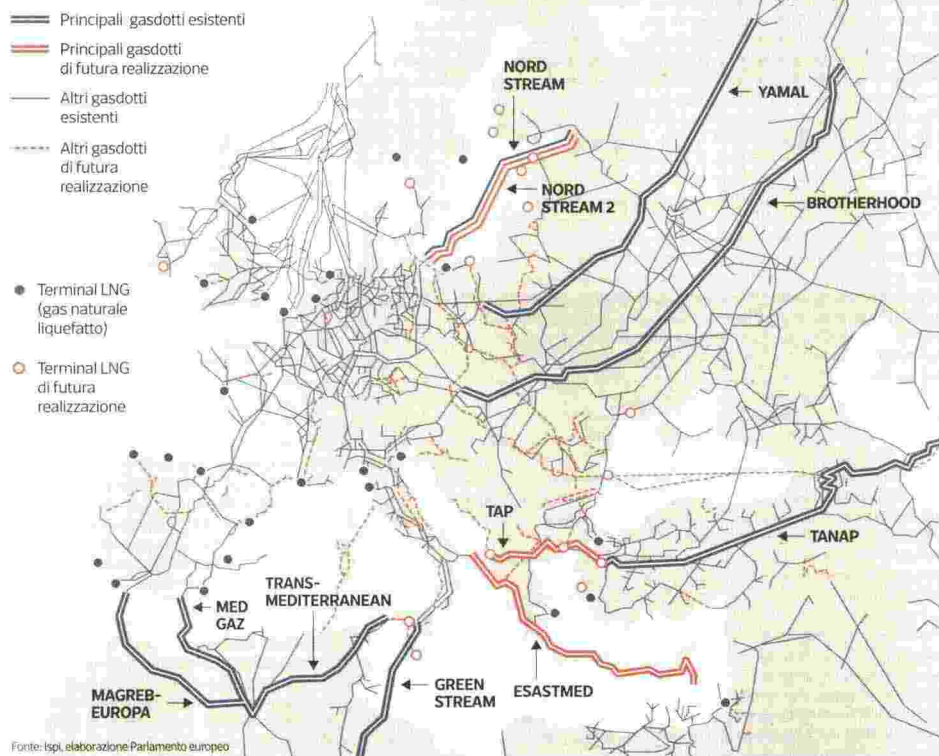 Principali gasdotti esistenti
Principali gasdotti
di futura realizzazione
Altri gasdotti
esistenti
Altri gasdotti
di futura
realizzazione
Terminal LNG
(gas naturale
liquefatto)
Terminal LNG
di futura
realizzazione
NORD
STREAM
YAMAL
NORD
STREAM 2
BROTHERHOOD
TAP
TANAP
TRANS-
MEDITERRANEAN
MED
GAZ
MAGREB-
EUROPA
GREEN
STREAM
ESASTMED
Fonte: Ispi, elaborazione Parlamento europeo